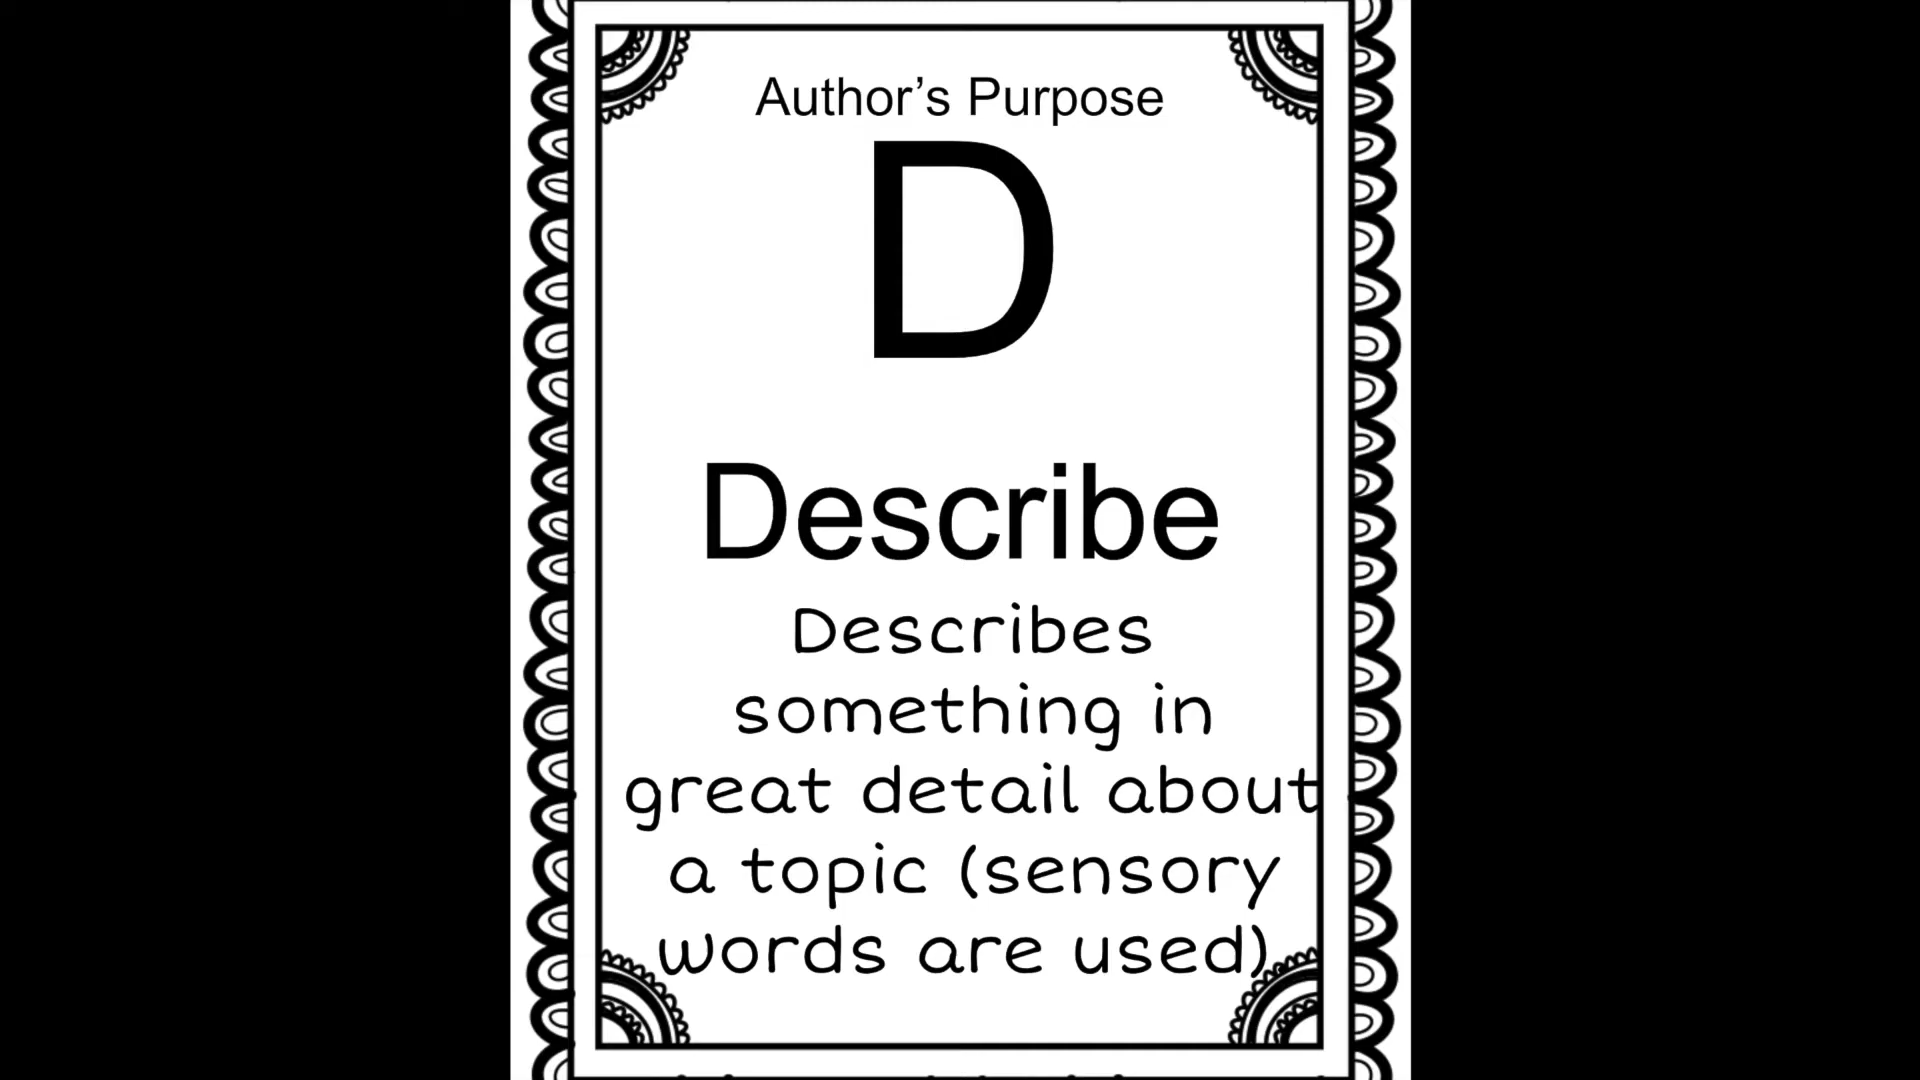 Author’s Purpose
D
Describe
Describes
something in
great detail about
a topic (sensory
words are used)